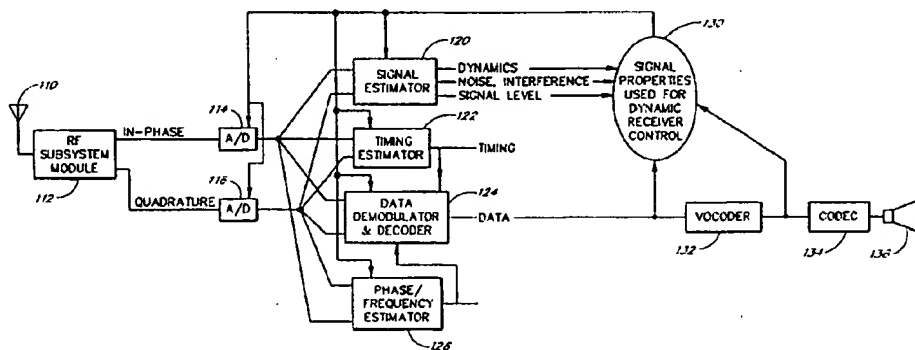 110
RF
SUBSYSTEM
MODULE
112
IN-PHASE
QUADRATURE
114
A/D
116
A/D
120
SIGNAL
ESTIMATOR
DYNAMICS
NOISE, INTERFERENCE
SIGNAL LEVEL
122
TIMING
ESTIMATOR
TIMING
124
DATA
DEMODULATOR
& DECODER
DATA
PHASE/
FREQUENCY
ESTIMATOR
126
130
SIGNAL
PROPERTIES
USED FOR
DYNAMIC
RECEIVER
CONTROL
VOCODER
132
CODEC
134
136